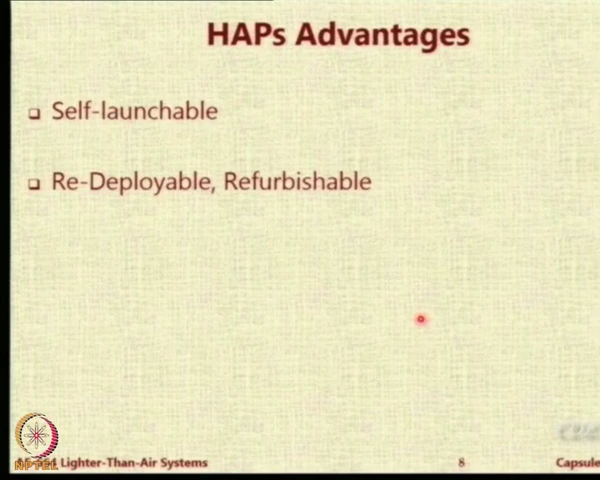 HAPs Advantages
Self-launchable
Re-Deployable, Refurbishable
NPTEL
Lighter-Than-Air Systems
8
Capsule